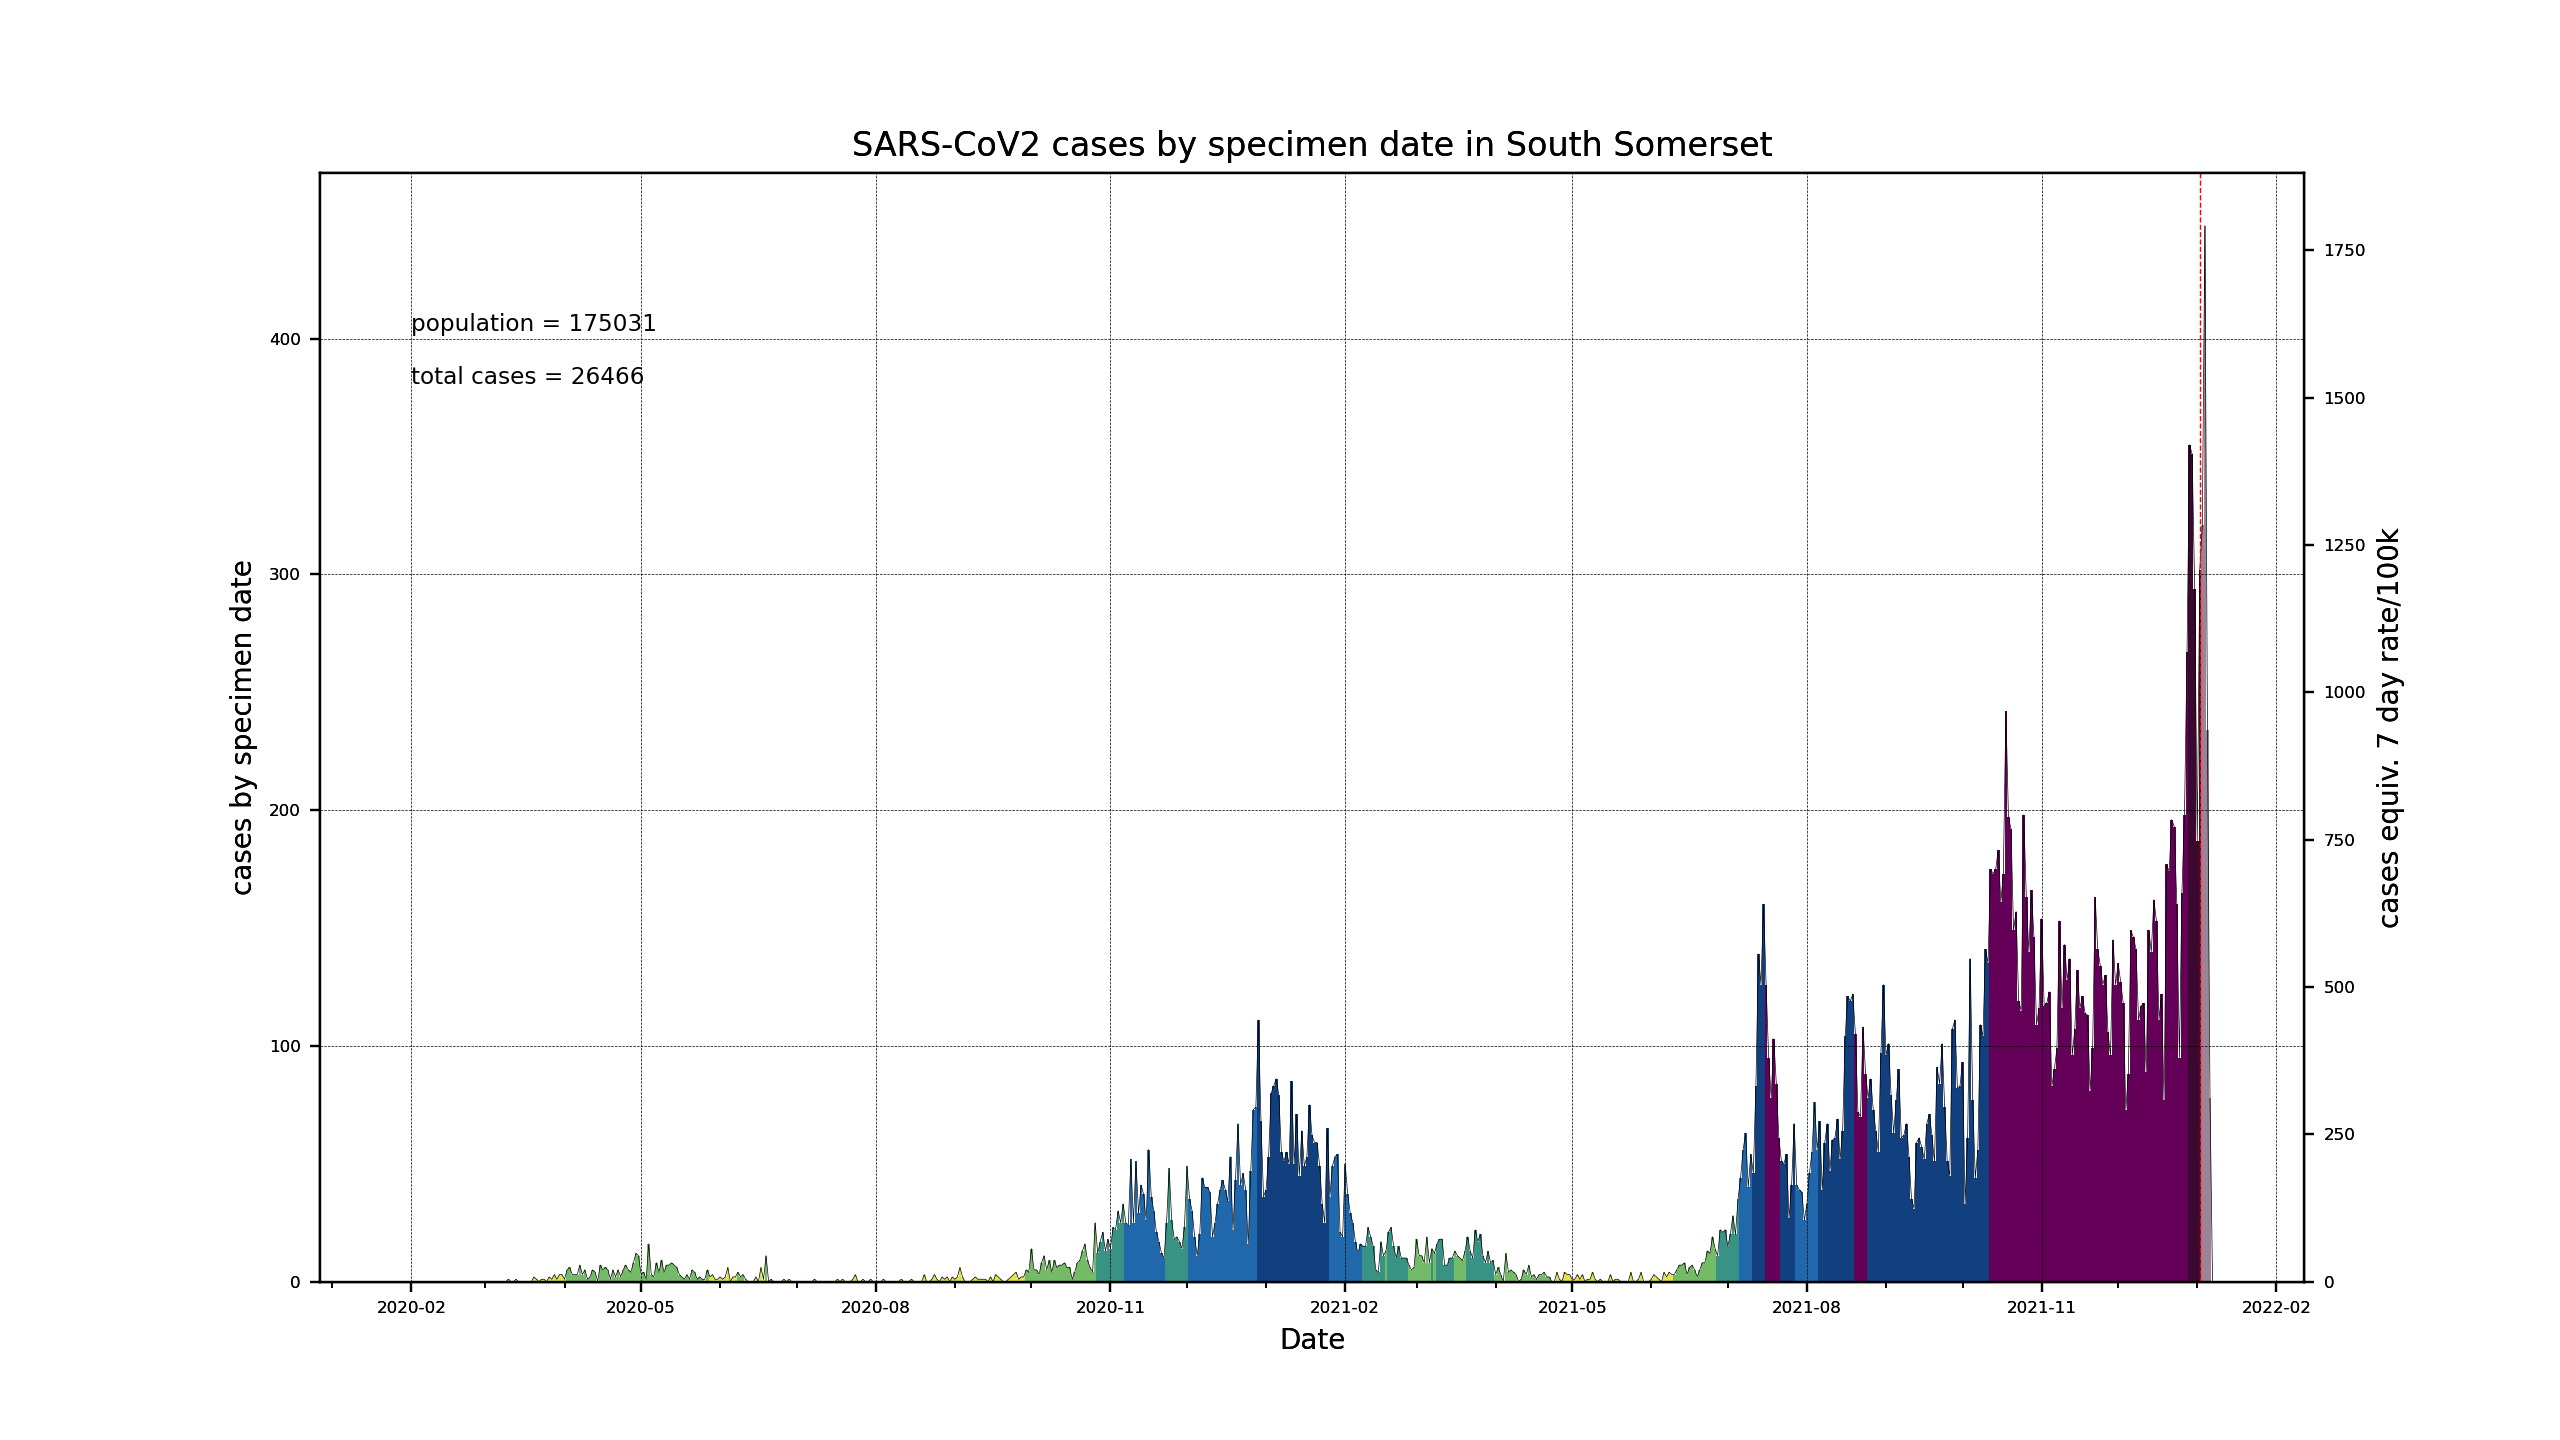 SARS-CoV2 cases by specimen date in South Somerset
population = 175031
total cases = 26466
cases by specimen date
400
300
200
100
0
1750
1500
1250
1000
750
500
250
0
cases equiv. 7 day rate/100k
2020-02 2020-05 2020-08 2020-11 2021-02 2021-05 2021-08 2021-11 2022-02
Date